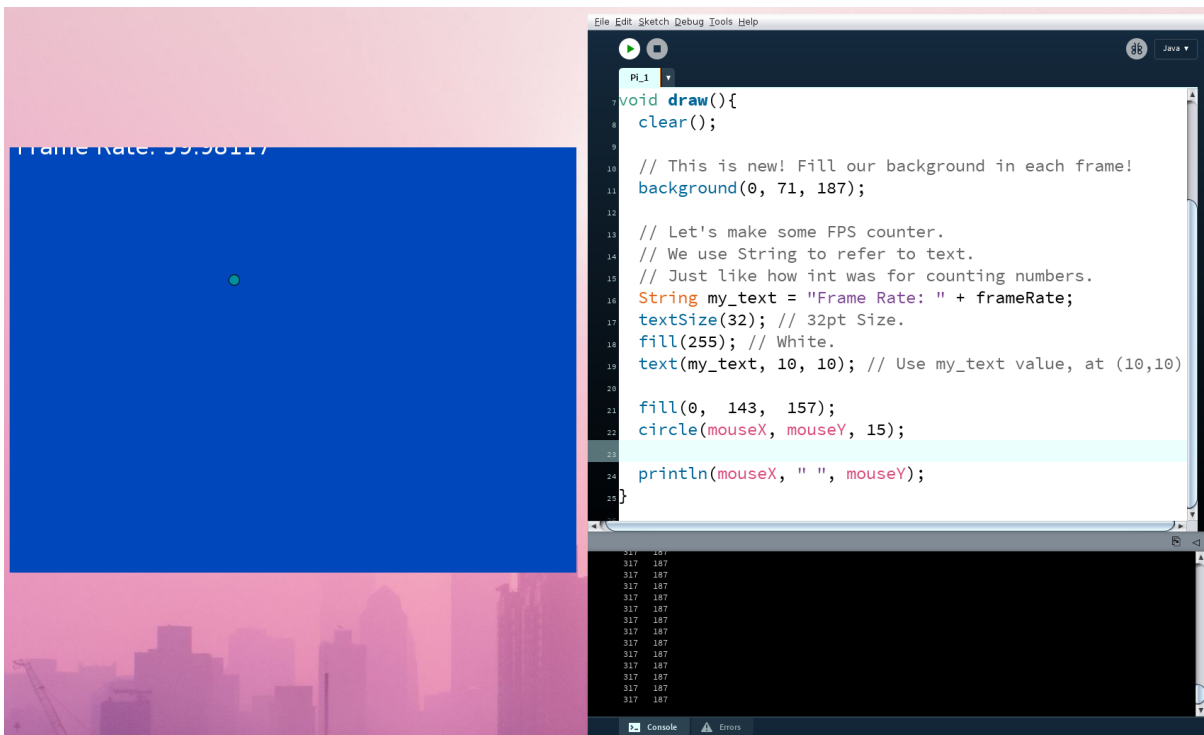 Frame Rate: 59.98117
File Edit Sketch Debug Tools Help
Java
Pi_1
7 void draw(){
8 clear();
9
10 // This is new! Fill our background in each frame!
11 background(0, 71, 187);
12
13 // Let's make some FPS counter.
14 // We use String to refer to text.
15 // Just like how int was for counting numbers.
16 String my_text = "Frame Rate: " + frameRate;
17 textSize(32); // 32pt Size.
18 fill(255); // White.
19 text(my_text, 10, 10); // Use my_text value, at (10,10)
20
21 fill(0, 143, 157);
22 circle(mouseX, mouseY, 15);
23
24 println(mouseX, " ", mouseY);
25 }
317 187
317 187
317 187
317 187
317 187
317 187
317 187
317 187
317 187
317 187
317 187
317 187
317 187
317 187
Console Errors